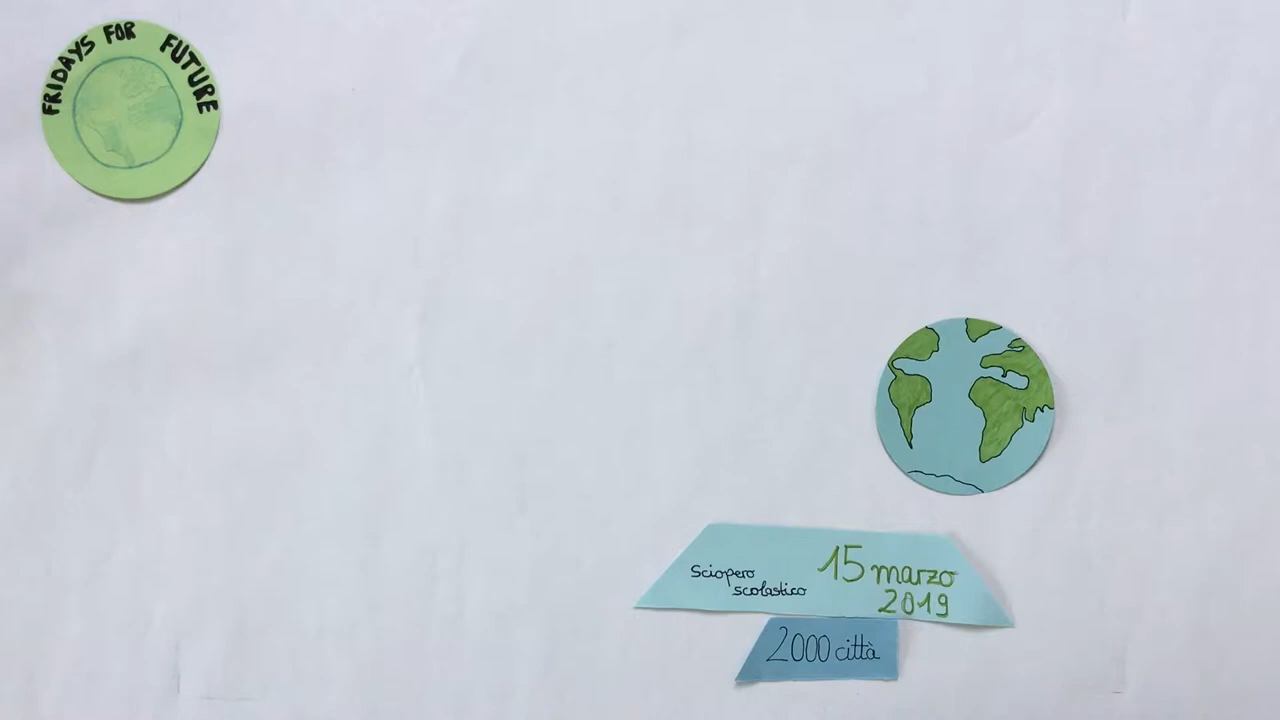 FRIDAYS FOR FUTURE
sciopero
scolastico
15 marzo
2019
2000 città